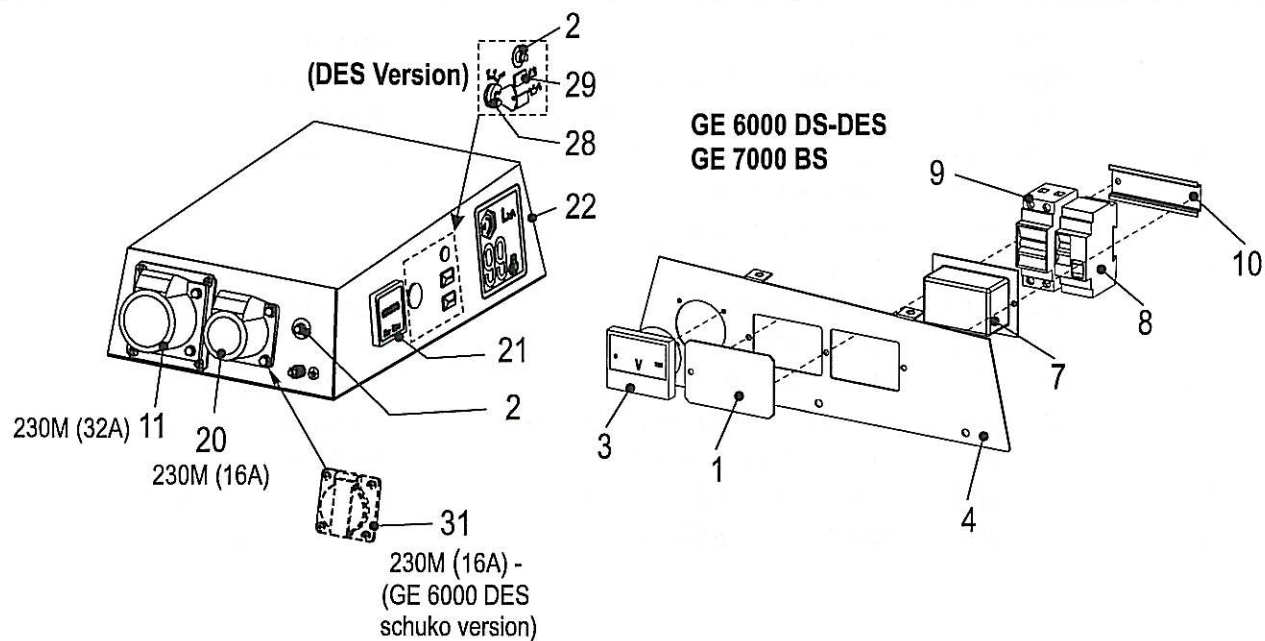 2
(DES Version)
29
28
GE 6000 DS-DES
GE 7000 BS
9
22
10
8
21
7
2
3
1
4
230M (32A) 11
20
230M (16A)
V
31
230M (16A) -
(GE 6000 DES
schuko version)